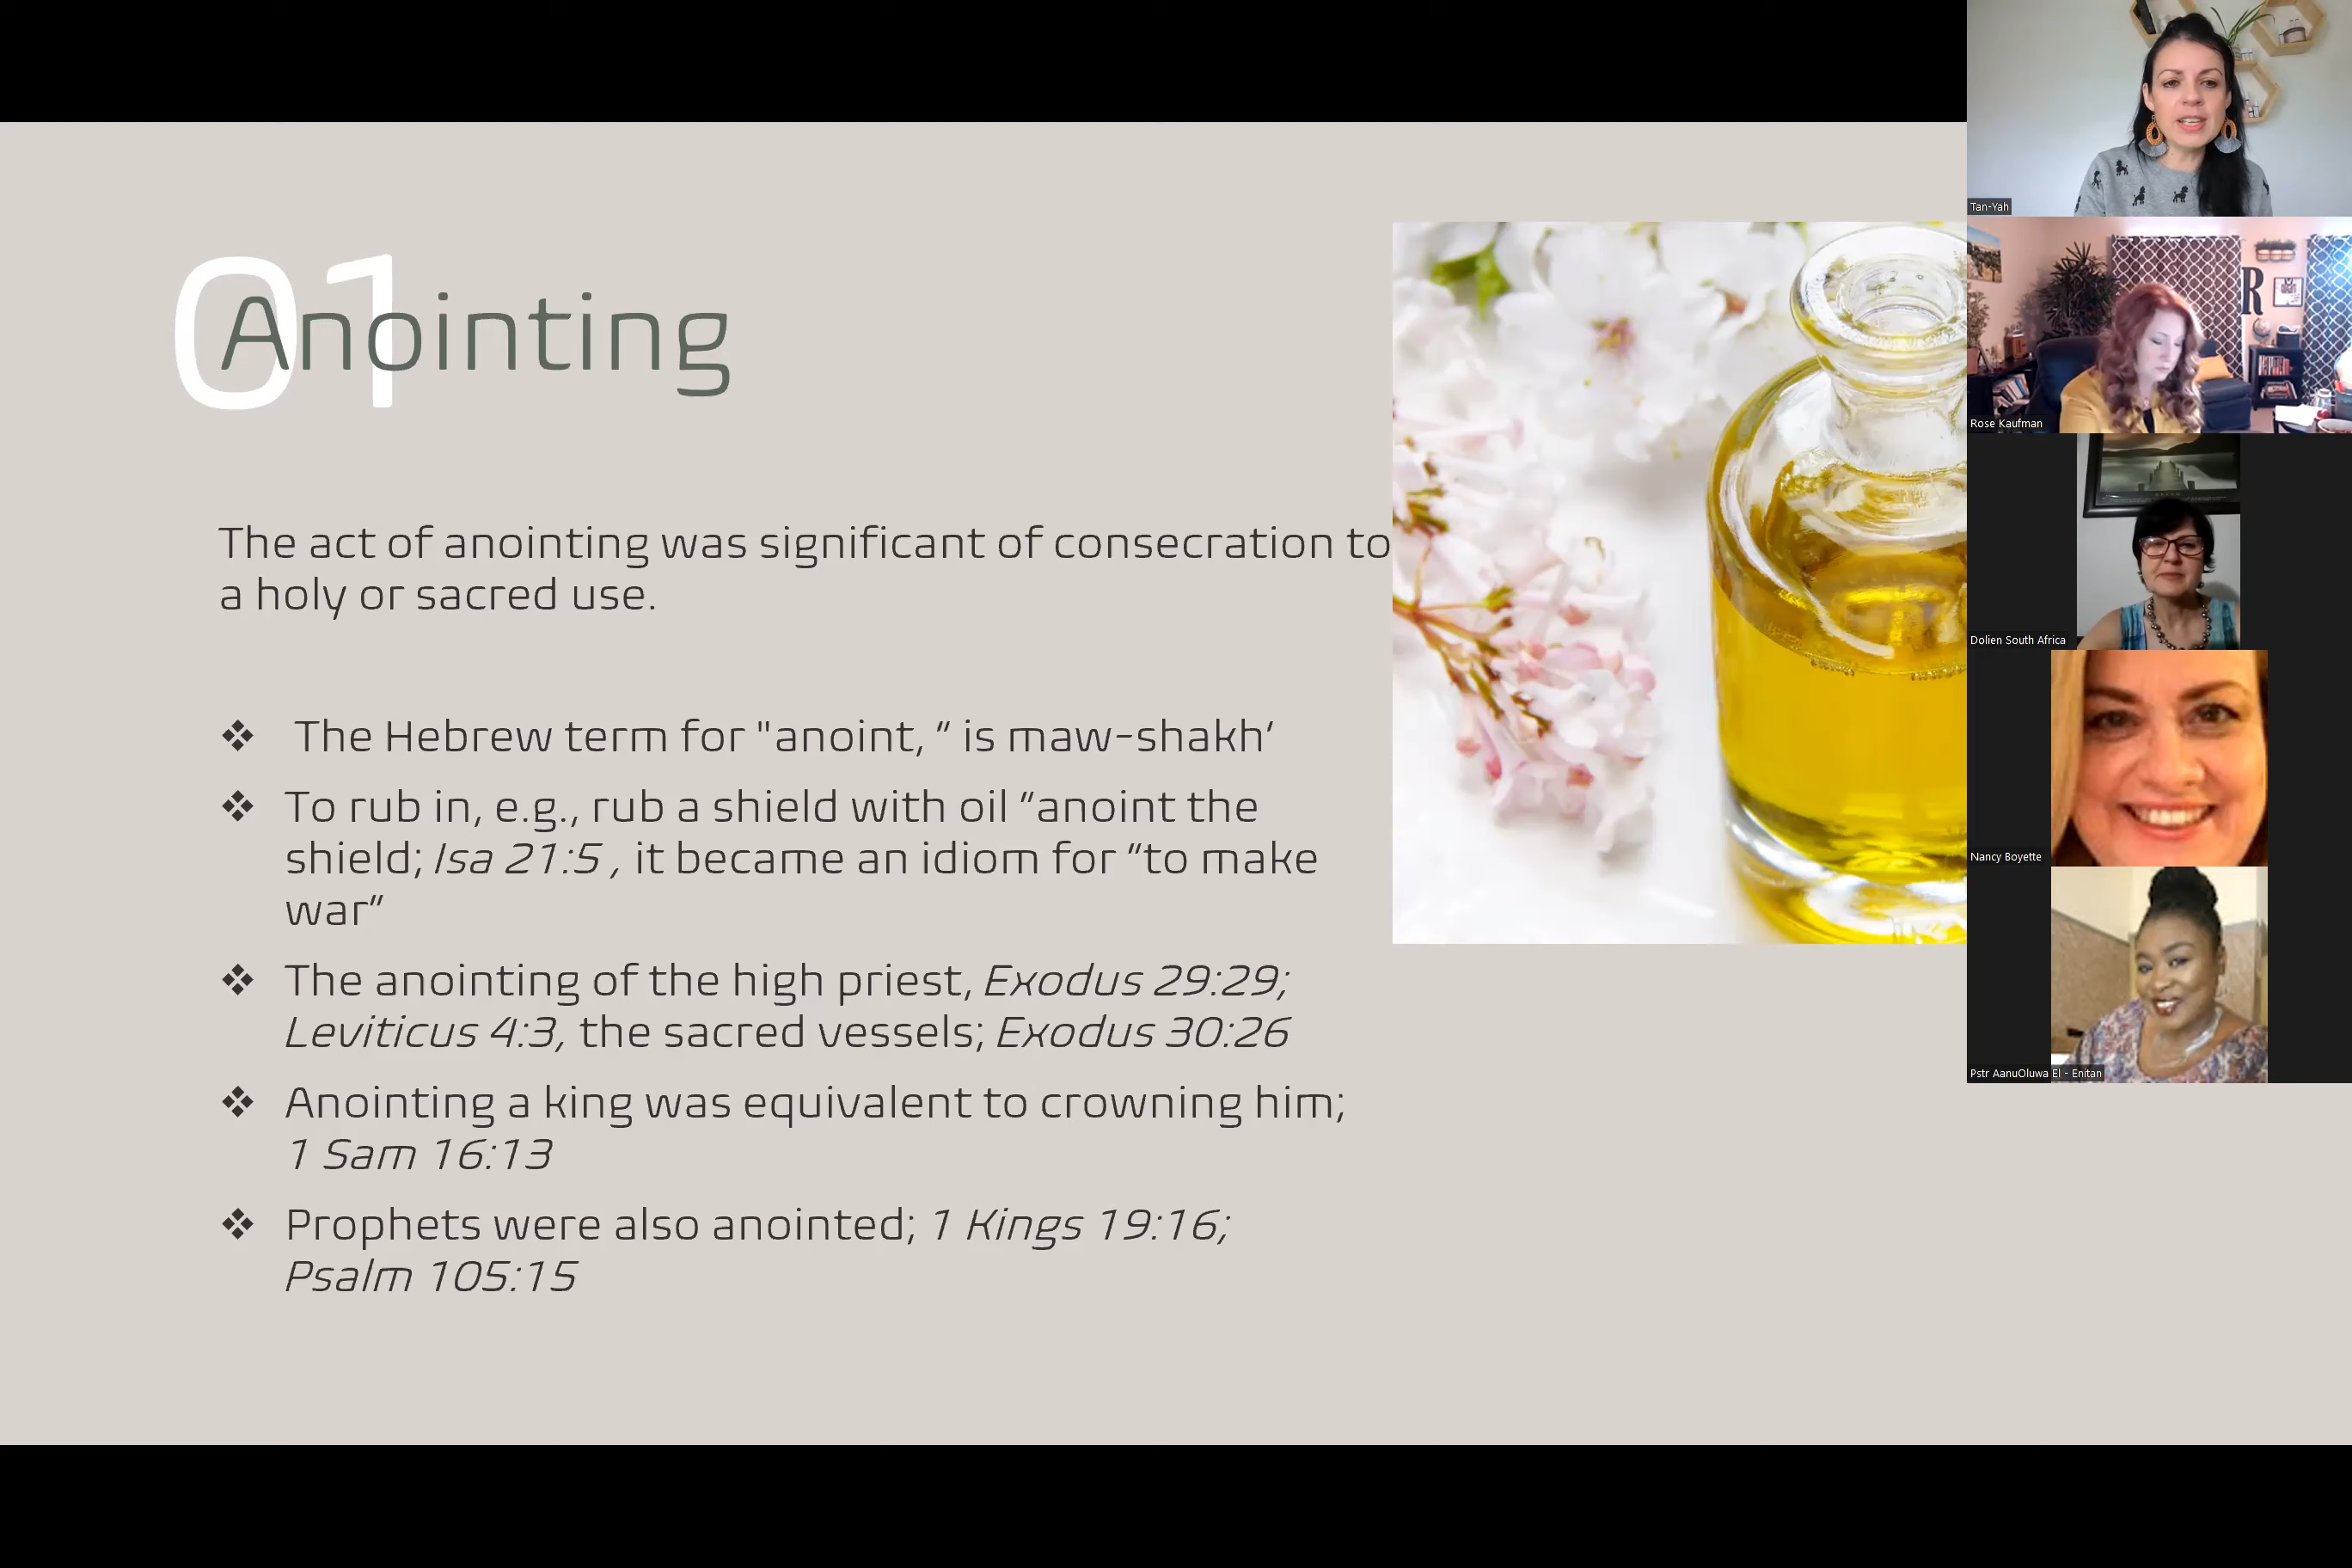 01
Anointing
The act of anointing was significant of consecration to
a holy or sacred use.
❖ The Hebrew term for "anoint, ” is maw-shakh’
❖ To rub in, e.g., rub a shield with oil “anoint the
shield; Isa 21:5 , it became an idiom for “to make
war”
❖ The anointing of the high priest, Exodus 29:29;
Leviticus 4:3, the sacred vessels; Exodus 30:26
❖ Anointing a king was equivalent to crowning him;
1 Sam 16:13
❖ Prophets were also anointed; 1 Kings 19:16;
Psalm 105:15
Tan-Yah
R
Rose Kaufman
Dolien South Africa
Nancy Boyette
Pstr AanuOluwa El - Enitan